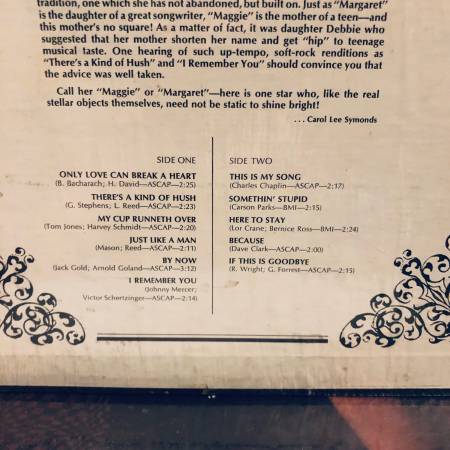 tradition, one which she has not abandoned, but built on. Just as "Margaret"
is the daughter of a great songwriter, "Maggie" is the mother of a teen—and
this mother's no square! As a matter of fact, it was daughter Debbie who
suggested that her mother shorten her name and get "hip" to teenage
musical taste. One hearing of such up-tempo, soft-rock renditions as
"There's a Kind of Hush" and "I Remember You" should convince you that
the advice was well taken.
Call her "Maggie" or "Margaret"—here is one star who, like the real
stellar objects themselves, need not be static to shine bright!
. . . Carol Lee Symonds
SIDE ONE
ONLY LOVE CAN BREAK A HEART
(B. Bacharach; H. David—ASCAP—2:25)
THERE'S A KIND OF HUSH
(G. Stephens; L. Reed—ASCAP—2:23)
MY CUP RUNNETH OVER
(Tom Jones; Harvey Schmidt—ASCAP—2:20)
JUST LIKE A MAN
(Mason; Reed—ASCAP—2:11)
BY NOW
(Jack Gold; Arnold Goland—ASCAP—3:12)
I REMEMBER YOU
(Johnny Mercer;
Victor Schertzinger—ASCAP—2:14)
SIDE TWO
THIS IS MY SONG
(Charles Chaplin—ASCAP—2:17)
SOMETHIN' STUPID
(Carson Parks—BMI—2:15)
HERE TO STAY
(Lor Crane; Bernice Ross—BMI—2:24)
BECAUSE
(Dave Clark—ASCAP—2:00)
IF THIS IS GOODBYE
(R. Wright; G. Forrest—ASCAP—2:15)